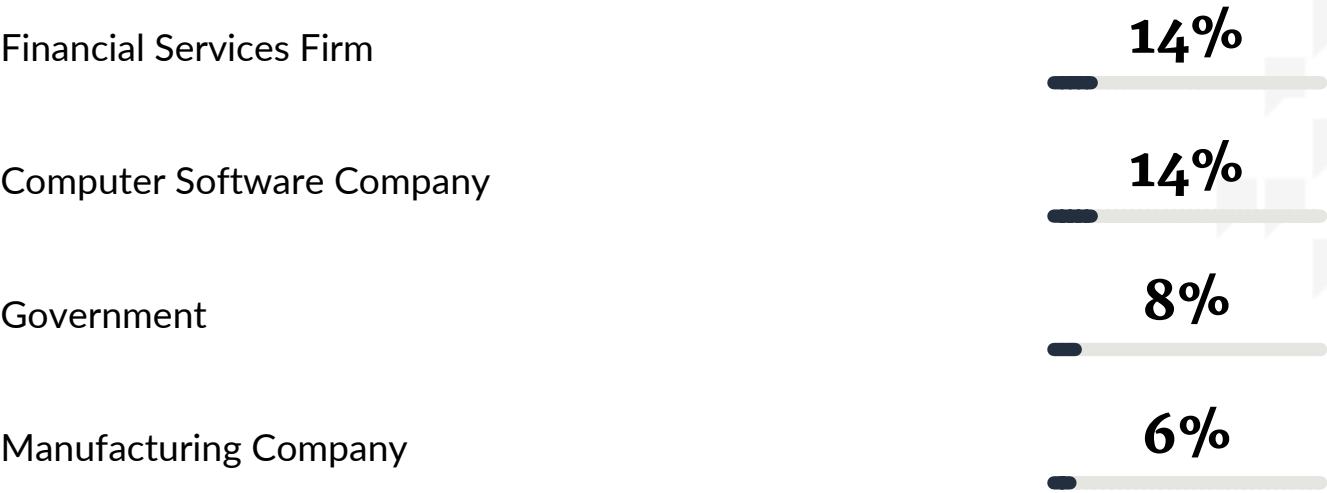 Financial Services Firm 14%
Computer Software Company 14%
Government 8%
Manufacturing Company 6%